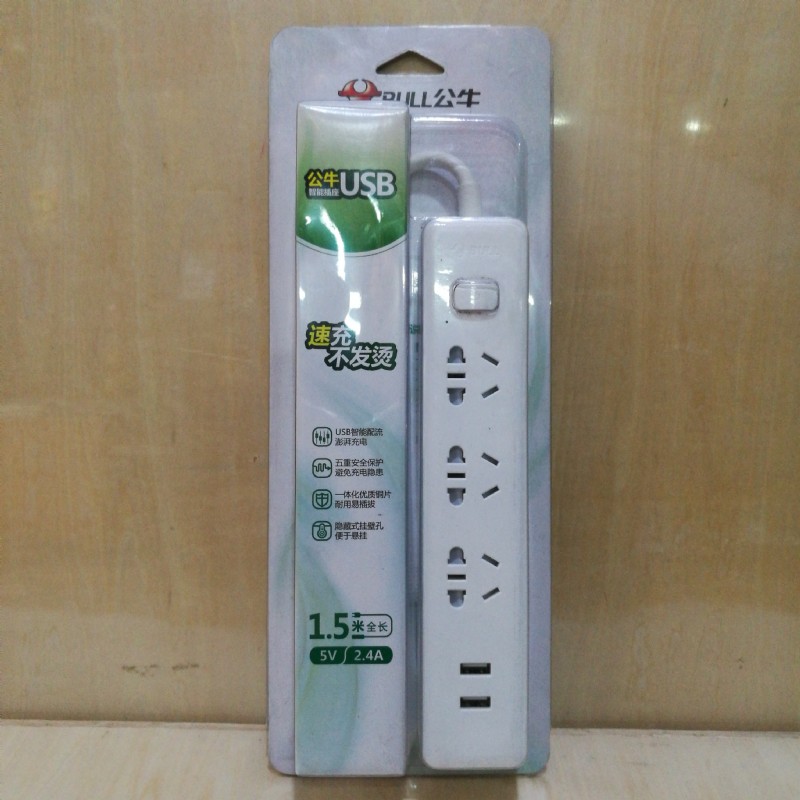 BULL公牛
公牛
智能插座
USB
速充
不发烫
USB智能配流
澎湃充电
五重安全保护
避免充电隐患
一体化优质铜片
耐用易插拔
隐藏式挂壁孔
便于悬挂
1.5米全长
5V 2.4A